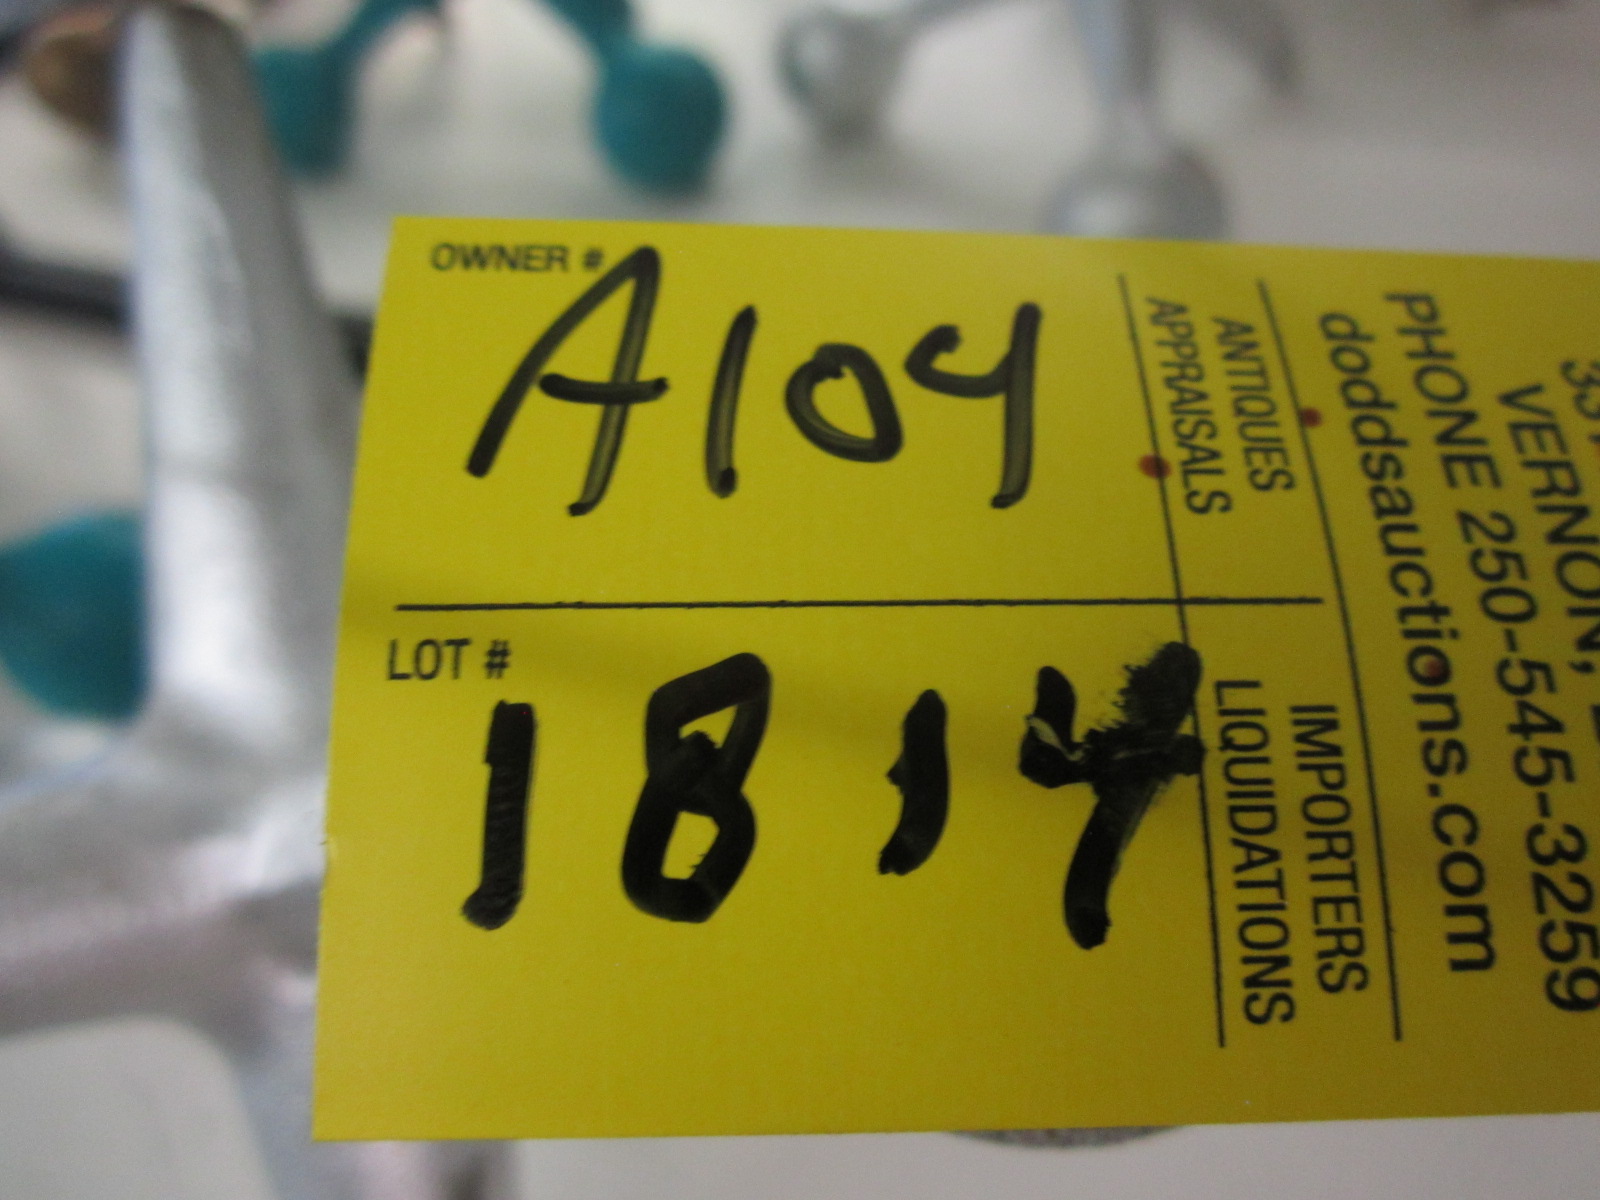 OWNER #
A104
LOT #
1814
ANTIQUES
APPRAISALS
IMPORTERS
LIQUIDATIONS
VERNON,
PHONE 250-545-3259
doddsauctions.com